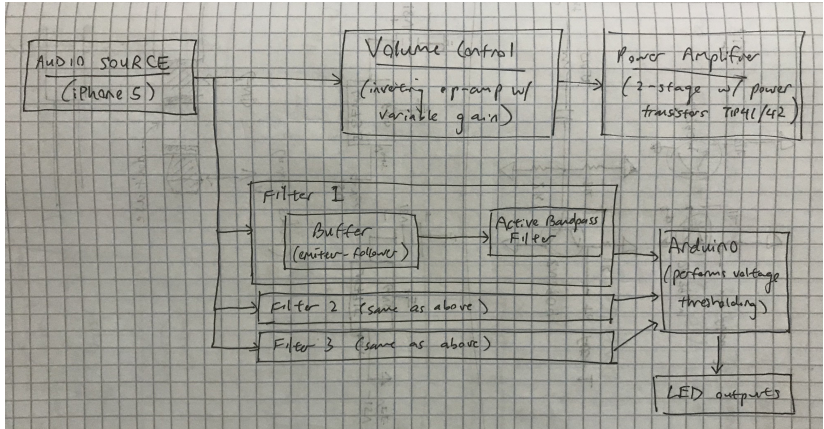 AUDIO SOURCE
(iPhone 5)
Volume Control
(inverting op-amp w/
variable gain)
Power Amplifier
(2-stage w/ power
transistors TIP41/42)
Filter 1
Buffer
(emitter-follower)
Active Bandpass
Filter
Filter 2 (same as above)
Filter 3 (same as above)
Arduino
(performs voltage
thresholding)
LED outputs